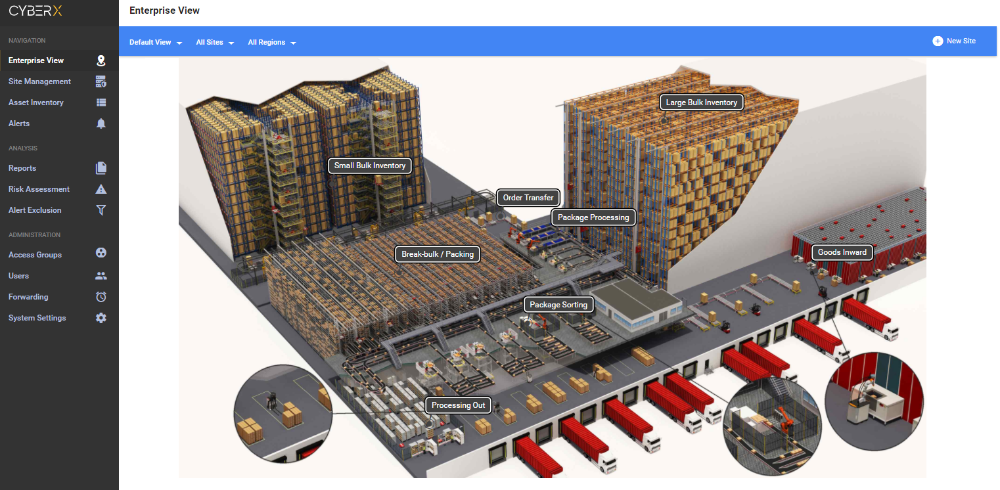 CYBERX
Enterprise View
NAVIGATION
Enterprise View
Site Management
Asset Inventory
Alerts
ANALYSIS
Reports
Risk Assessment
Alert Exclusion
ADMINISTRATION
Access Groups
Users
Forwarding
System Settings
Default View All Sites All Regions New Site
Large Bulk Inventory
Small Bulk Inventory
Order Transfer
Package Processing
Break-bulk / Packing
Goods Inward
Package Sorting
Processing Out